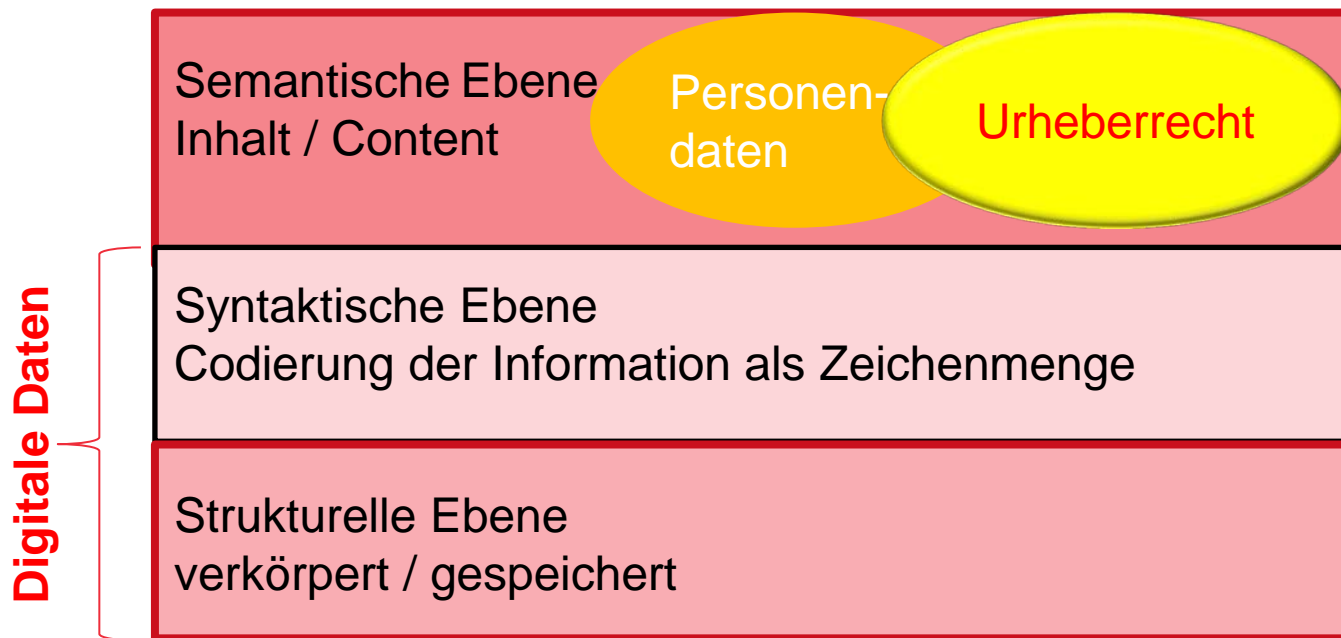 Semantische Ebene
Inhalt / Content
Personen-
daten
Urheberrecht
Digitale Daten
Syntaktische Ebene
Codierung der Information als Zeichenmenge
Strukturelle Ebene
verkörpert / gespeichert